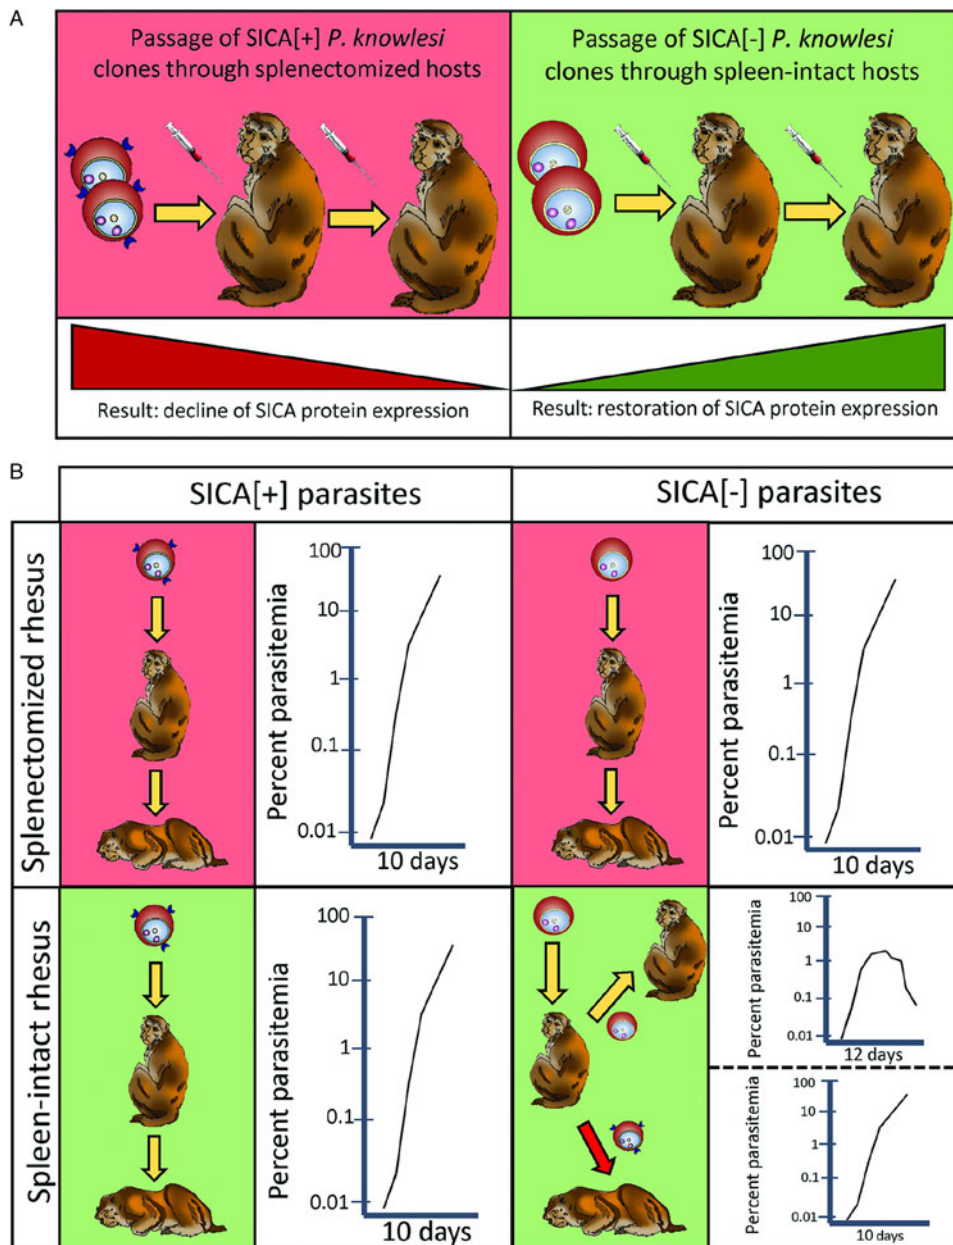 A
Passage of SICA[+] P. knowlesi
clones through splenectomized hosts
Passage of SICA[-] P. knowlesi
clones through spleen-intact hosts
Result: decline of SICA protein expression
Result: restoration of SICA protein expression
B
SICA[+] parasites
SICA[-] parasites
Splenectomized rhesus
Percent parasitemia
100
10
1
0.1
0.01
10 days
Percent parasitemia
100
10
1
0.1
0.01
10 days
Spleen-intact rhesus
Percent parasitemia
100
10
1
0.1
0.01
10 days
Percent parasitemia
100
10
1
0.1
0.01
12 days
Percent parasitemia
100
10
1
0.1
0.01
10 days